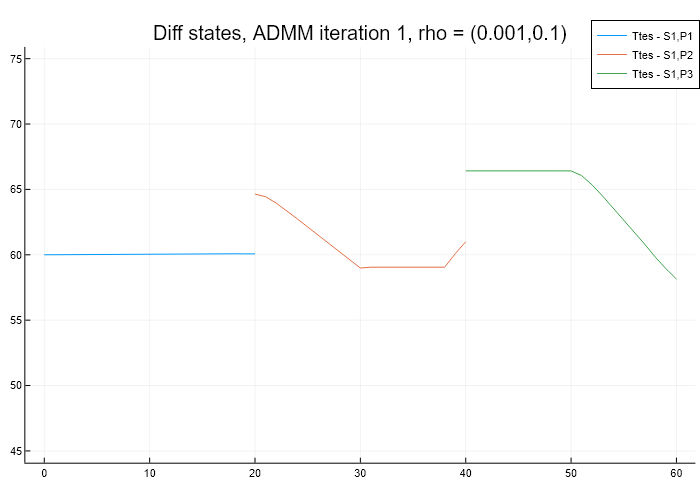 Diff states, ADMM iteration 1, rho = (0.001,0.1)
Ttes - S1,P1
Ttes - S1,P2
Ttes - S1,P3
75
70
65
60
55
50
45
0 10 20 30 40 50 60